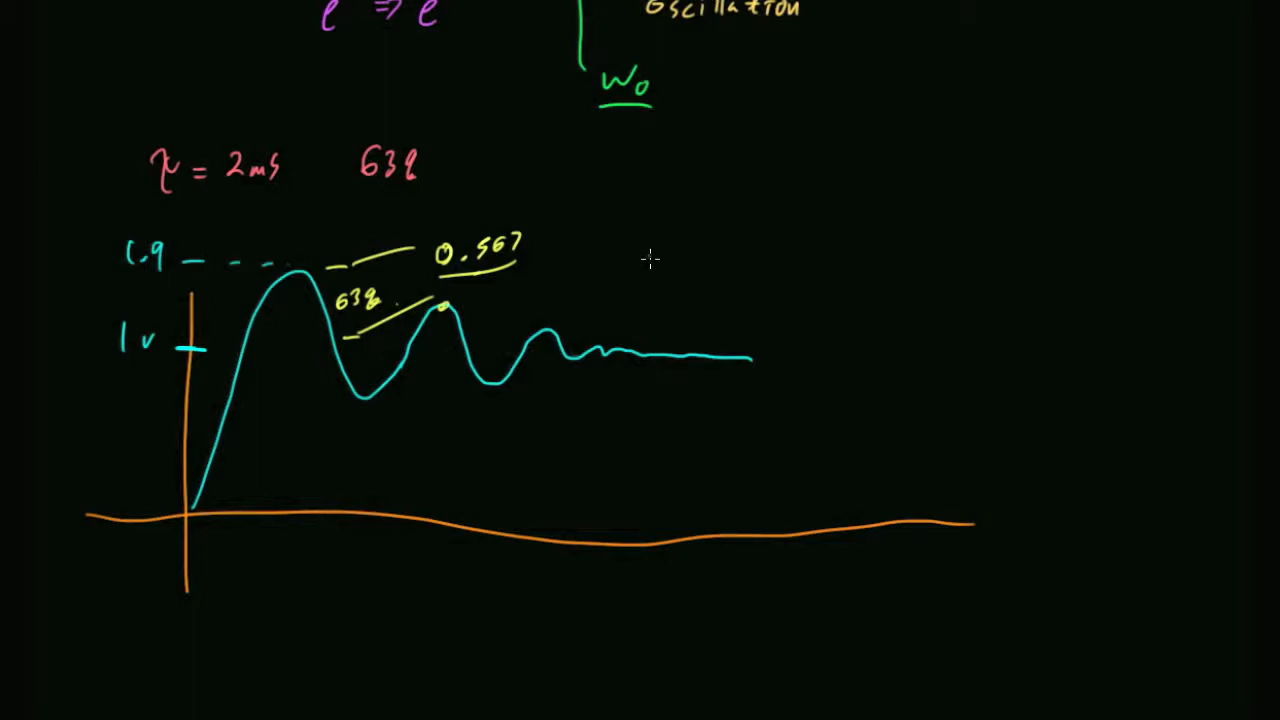 e => e
Oscillation
W₀
τ = 2ms 63%
1.9
0.567
63%
1v